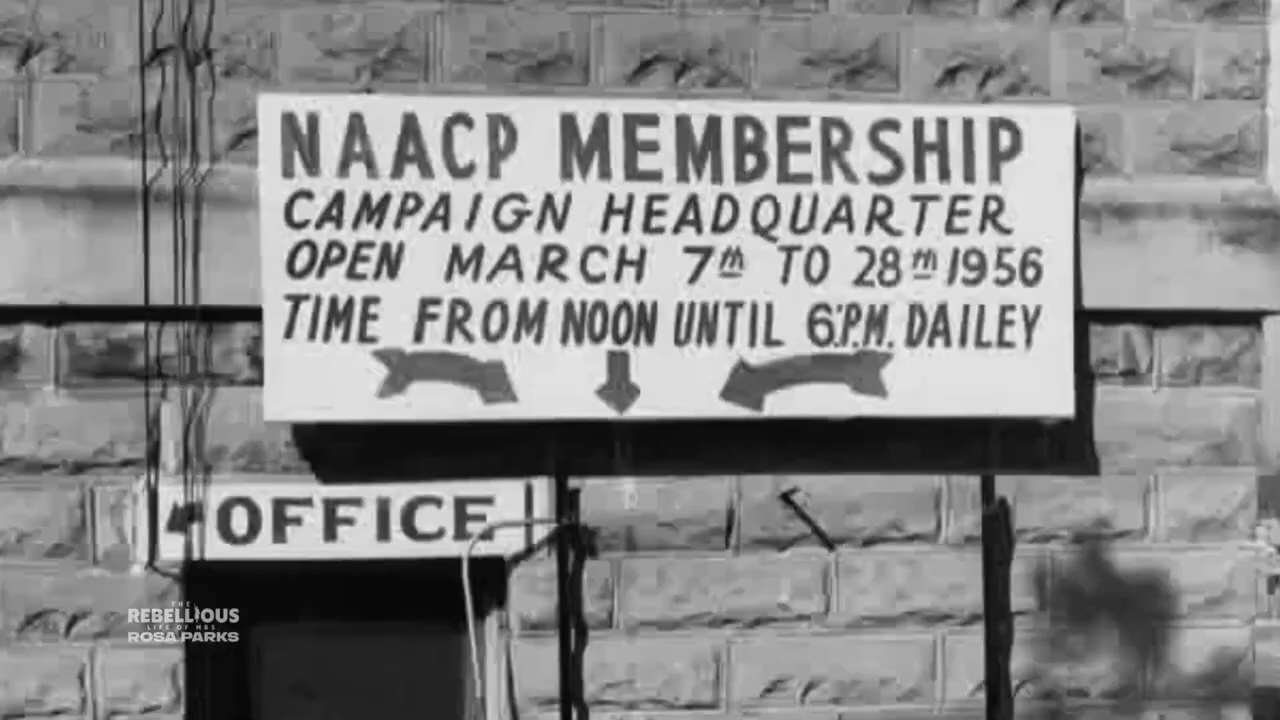 NAACP MEMBERSHIP
CAMPAIGN HEADQUARTER
OPEN MARCH 7th TO 28th 1956
TIME FROM NOON UNTIL 6:P.M. DAILEY
OFFICE
THE
REBELLIOUS
LIFE OF MRS
ROSA PARKS